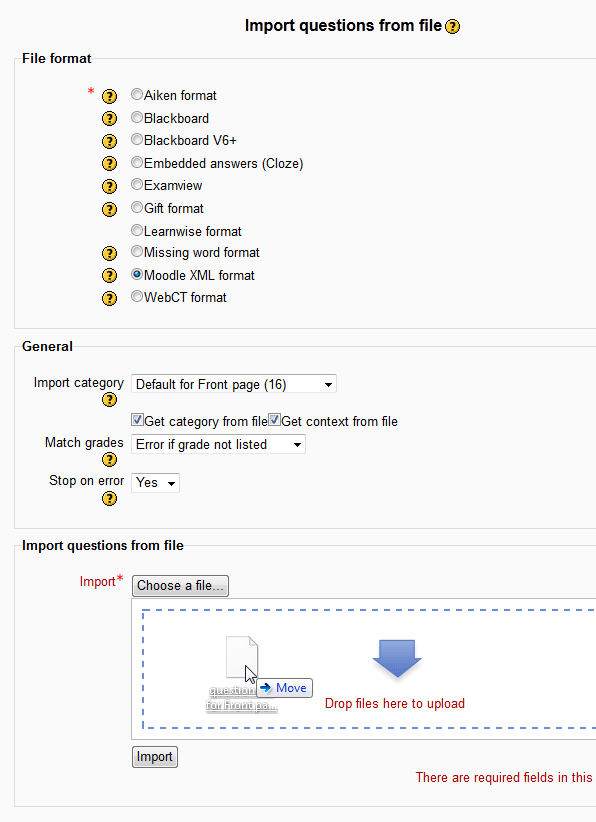 Import questions from file
File format
* Aiken format
Blackboard
Blackboard V6+
Embedded answers (Cloze)
Examview
Gift format
Learnwise format
Missing word format
Moodle XML format
WebCT format
General
Import category Default for Front page (16)
Get category from file Get context from file
Match grades Error if grade not listed
Stop on error Yes
Import questions from file
Import* Choose a file...
Move
for Front pa...
Drop files here to upload
Import
There are required fields in this